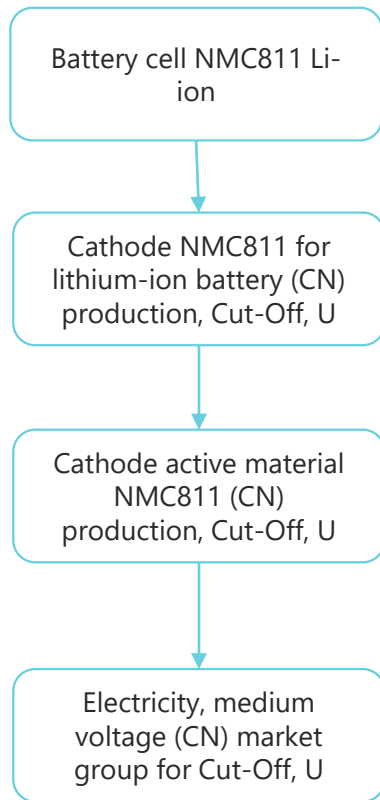 Battery cell NMC811 Li-
ion
Cathode NMC811 for
lithium-ion battery (CN)
production, Cut-Off, U
Cathode active material
NMC811 (CN)
production, Cut-Off, U
Electricity, medium
voltage (CN) market
group for Cut-Off, U